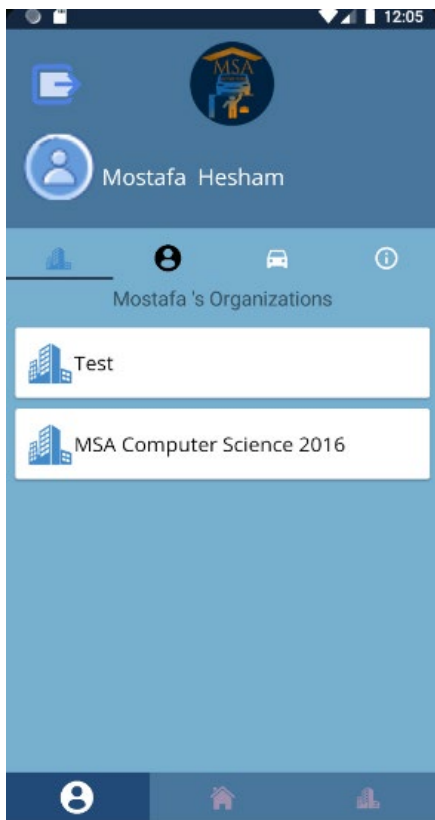 12:05
MSA
Mostafa Hesham
Mostafa 's Organizations
Test
MSA Computer Science 2016